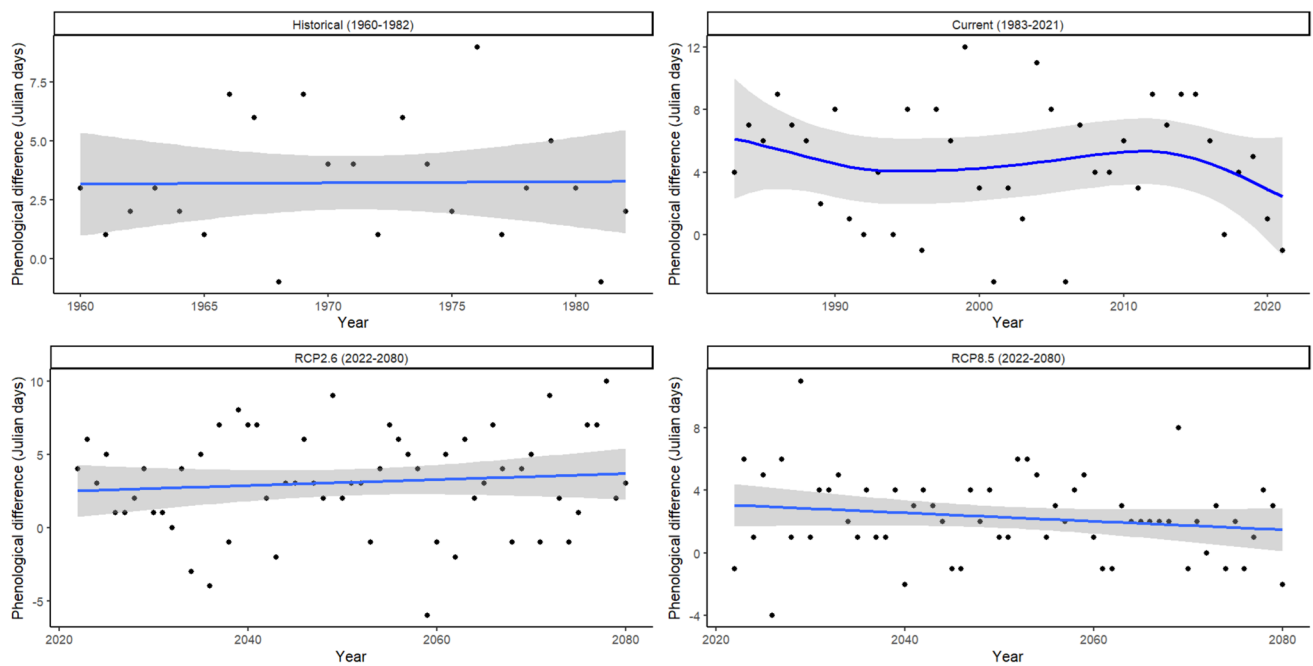 Historical (1960-1982)
Phenological difference (Julian days)
7.5
5.0
2.5
0.0
1960
1965
1970
1975
1980
Year
Current (1983-2021)
Phenological difference (Julian days)
12
8
4
0
1990
2000
2010
2020
Year
RCP2.6 (2022-2080)
Phenological difference (Julian days)
10
5
0
-5
2020
2040
2060
2080
Year
RCP8.5 (2022-2080)
Phenological difference (Julian days)
8
4
0
-4
2020
2040
2060
2080
Year